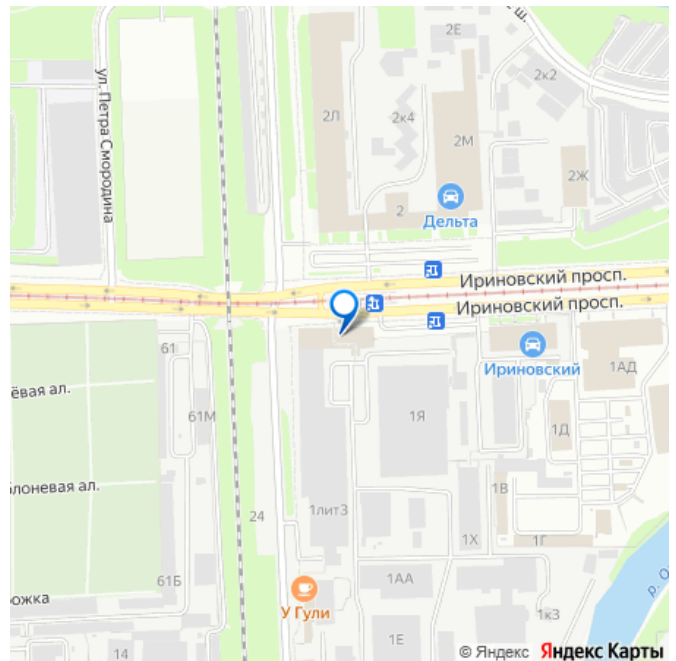 ш.
2Е
2к2
ул. Петра Смородина
2Л
2к4
2М
2Ж
2
Дельта
Ириновский просп.
Ириновский просп.
61
Ириновский
1АД
ёвая ал.
61М
1Я
1Д
блоневая ал.
1В
24
1лит3
1Х
1Г
р. О
61Б
1АА
ожка
У Гули
1к3
14
1Е
© Яндекс Яндекс Карты